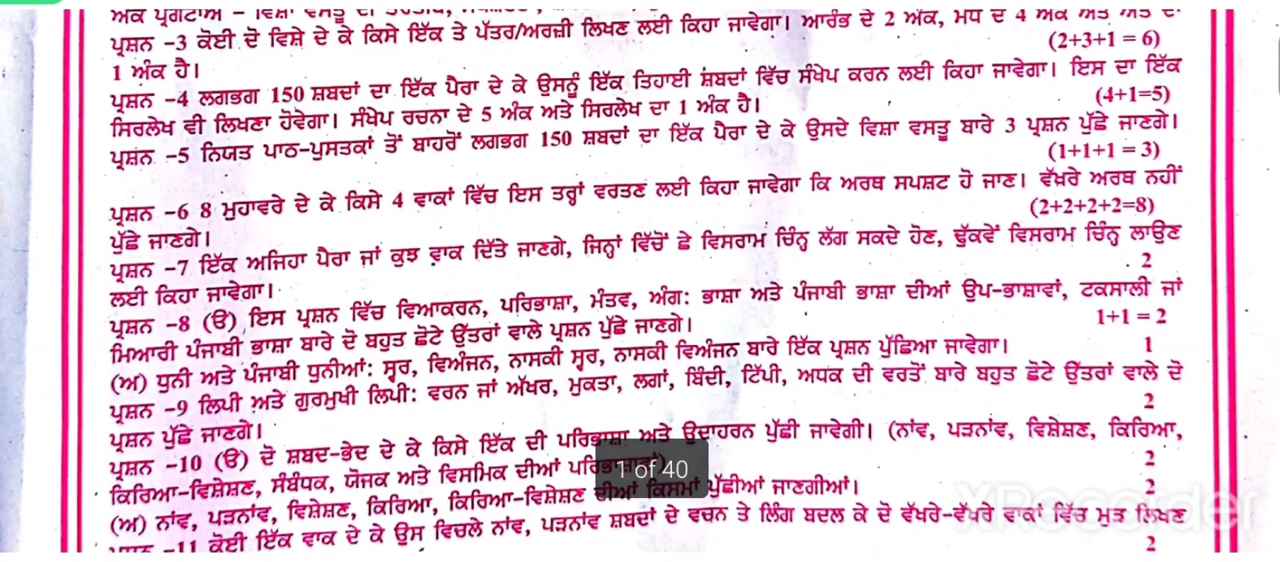 ਅੰਕ ਪ੍ਰਗਟਾਅ – ਵਿਸ਼ਾ ਵਸਤੂ ਦੀ
ਪ੍ਰਸ਼ਨ –3 ਕੋਈ ਦੋ ਵਿਸ਼ੇ ਦੇ ਕੇ ਕਿਸੇ ਇੱਕ ਤੇ ਪੱਤਰ/ਅਰਜ਼ੀ ਲਿਖਣ ਲਈ ਕਿਹਾ ਜਾਵੇਗਾ। ਆਰੰਭ ਦੇ 2 ਅੰਕ, ਮਧ ਦੇ 4 ਅੰਕ ਅਤੇ ਅੰਤ ਦਾ
1 ਅੰਕ ਹੈ। (2+3+1 = 6)
ਪ੍ਰਸ਼ਨ –4 ਲਗਭਗ 150 ਸ਼ਬਦਾਂ ਦਾ ਇੱਕ ਪੈਰਾ ਦੇ ਕੇ ਉਸਨੂੰ ਇੱਕ ਤਿਹਾਈ ਸ਼ਬਦਾਂ ਵਿੱਚ ਸੰਖੇਪ ਕਰਨ ਲਈ ਕਿਹਾ ਜਾਵੇਗਾ। ਇਸ ਦਾ ਇੱਕ
ਸਿਰਲੇਖ ਵੀ ਲਿਖਣਾ ਹੋਵੇਗਾ। ਸੰਖੇਪ ਰਚਨਾ ਦੇ 5 ਅੰਕ ਅਤੇ ਸਿਰਲੇਖ ਦਾ 1 ਅੰਕ ਹੈ। (4+1=5)
ਪ੍ਰਸ਼ਨ –5 ਨਿਯਤ ਪਾਠ-ਪੁਸਤਕਾਂ ਤੋਂ ਬਾਹਰੋਂ ਲਗਭਗ 150 ਸ਼ਬਦਾਂ ਦਾ ਇੱਕ ਪੈਰਾ ਦੇ ਕੇ ਉਸਦੇ ਵਿਸ਼ਾ ਵਸਤੂ ਬਾਰੇ 3 ਪ੍ਰਸ਼ਨ ਪੁੱਛੇ ਜਾਣਗੇ।
(1+1+1 = 3)
ਪ੍ਰਸ਼ਨ –6 8 ਮੁਹਾਵਰੇ ਦੇ ਕੇ ਕਿਸੇ 4 ਵਾਕਾਂ ਵਿੱਚ ਇਸ ਤਰ੍ਹਾਂ ਵਰਤਣ ਲਈ ਕਿਹਾ ਜਾਵੇਗਾ ਕਿ ਅਰਥ ਸਪਸ਼ਟ ਹੋ ਜਾਣ। ਵੱਖਰੇ ਅਰਥ ਨਹੀਂ
ਪੁੱਛੇ ਜਾਣਗੇ। (2+2+2+2=8)
ਪ੍ਰਸ਼ਨ –7 ਇੱਕ ਅਜਿਹਾ ਪੈਰਾ ਜਾਂ ਕੁਝ ਵਾਕ ਦਿੱਤੇ ਜਾਣਗੇ, ਜਿਨ੍ਹਾਂ ਵਿੱਚੋਂ ਛੇ ਵਿਸਰਾਮ ਚਿੰਨ੍ਹ ਲੱਗ ਸਕਦੇ ਹੋਣ, ਢੁੱਕਵੇਂ ਵਿਸਰਾਮ ਚਿੰਨ੍ਹ ਲਾਉਣ
ਲਈ ਕਿਹਾ ਜਾਵੇਗਾ। 2
ਪ੍ਰਸ਼ਨ –8 (ੳ) ਇਸ ਪ੍ਰਸ਼ਨ ਵਿੱਚ ਵਿਆਕਰਨ, ਪਰਿਭਾਸ਼ਾ, ਮੰਤਵ, ਅੰਗ: ਭਾਸ਼ਾ ਅਤੇ ਪੰਜਾਬੀ ਭਾਸ਼ਾ ਦੀਆਂ ਉਪ-ਭਾਸ਼ਾਵਾਂ, ਟਕਸਾਲੀ ਜਾਂ
ਮਿਆਰੀ ਪੰਜਾਬੀ ਭਾਸ਼ਾ ਬਾਰੇ ਦੋ ਬਹੁਤ ਛੋਟੇ ਉੱਤਰਾਂ ਵਾਲੇ ਪ੍ਰਸ਼ਨ ਪੁੱਛੇ ਜਾਣਗੇ। 1+1 = 2
(ਅ) ਧੁਨੀ ਅਤੇ ਪੰਜਾਬੀ ਧੁਨੀਆਂ: ਸ੍ਵਰ, ਵਿਅੰਜਨ, ਨਾਸਕੀ ਸ੍ਵਰ, ਨਾਸਕੀ ਵਿਅੰਜਨ ਬਾਰੇ ਇੱਕ ਪ੍ਰਸ਼ਨ ਪੁੱਛਿਆ ਜਾਵੇਗਾ। 1
ਪ੍ਰਸ਼ਨ –9 ਲਿਪੀ ਅਤੇ ਗੁਰਮੁਖੀ ਲਿਪੀ: ਵਰਨ ਜਾਂ ਅੱਖਰ, ਮੁਕਤਾ, ਲਗਾਂ, ਬਿੰਦੀ, ਟਿੱਪੀ, ਅਧਕ ਦੀ ਵਰਤੋਂ ਬਾਰੇ ਬਹੁਤ ਛੋਟੇ ਉੱਤਰਾਂ ਵਾਲੇ ਦੋ
ਪ੍ਰਸ਼ਨ ਪੁੱਛੇ ਜਾਣਗੇ। 2
ਪ੍ਰਸ਼ਨ –10 (ੳ) ਦੋ ਸ਼ਬਦ-ਭੇਦ ਦੇ ਕੇ ਕਿਸੇ ਇੱਕ ਦੀ ਪਰਿਭਾਸ਼ਾ ਅਤੇ ਉਦਾਹਰਨ ਪੁੱਛੀ ਜਾਵੇਗੀ। (ਨਾਂਵ, ਪੜਨਾਂਵ, ਵਿਸ਼ੇਸ਼ਣ, ਕਿਰਿਆ,
ਕਿਰਿਆ-ਵਿਸ਼ੇਸ਼ਣ, ਸੰਬੰਧਕ, ਯੋਜਕ ਅਤੇ ਵਿਸਮਿਕ ਦੀਆਂ 2
1 of 40
(ਅ) ਨਾਂਵ, ਪੜਨਾਂਵ, ਵਿਸ਼ੇਸ਼ਣ, ਕਿਰਿਆ, ਕਿਰਿਆ-ਵਿਸ਼ੇਸ਼ਣ ਦੀਆਂ ਕਿਸਮਾਂ ਪੁੱਛੀਆਂ ਜਾਣਗੀਆਂ। 2
XRecorder
ਪ੍ਰਸ਼ਨ –11 ਕੋਈ ਇੱਕ ਵਾਕ ਦੇ ਕੇ ਉਸ ਵਿਚਲੇ ਨਾਂਵ, ਪੜਨਾਂਵ ਸ਼ਬਦਾਂ ਦੇ ਵਚਨ ਤੇ ਲਿੰਗ ਬਦਲ ਕੇ ਦੋ ਵੱਖਰੇ-ਵੱਖਰੇ ਵਾਕਾਂ ਵਿੱਚ ਮੁੜ ਲਿਖਣ
2